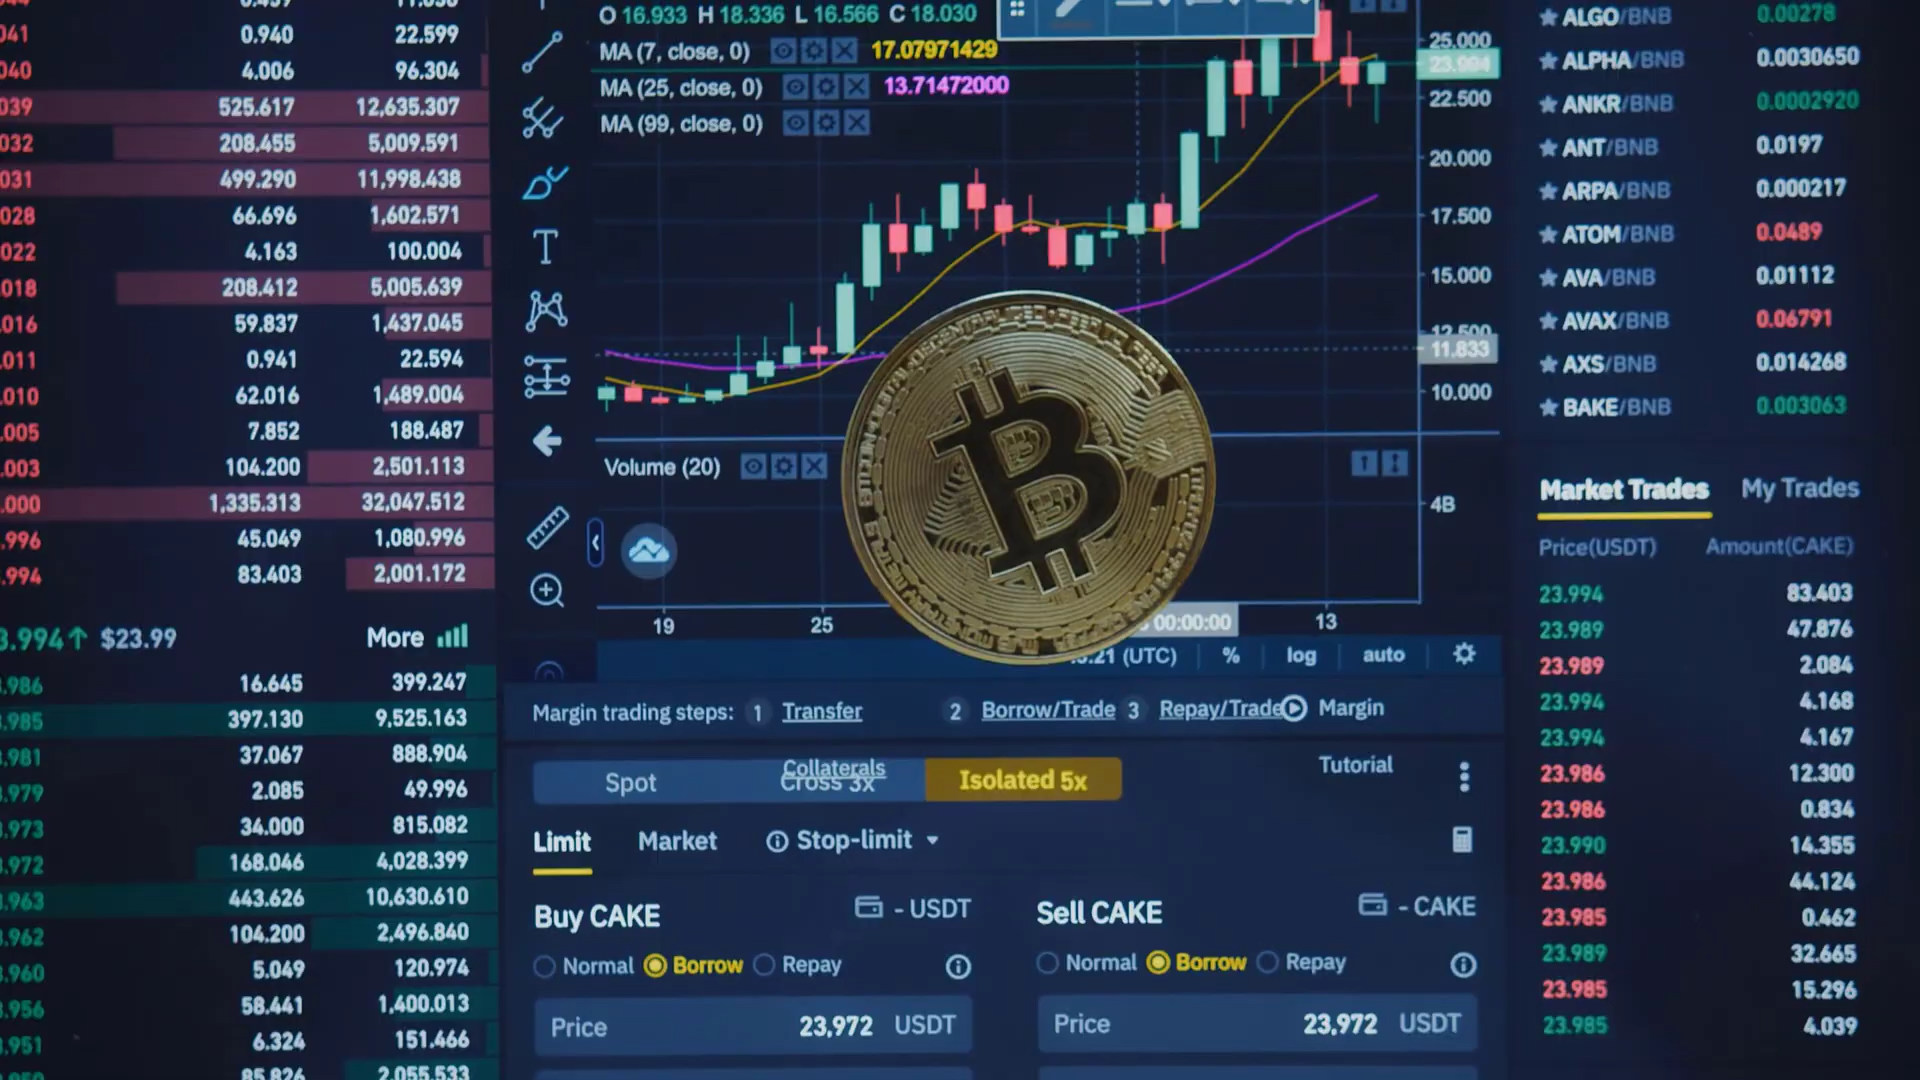 0.940 22.599
4.006 96.304
525.617 12,635.307
208.455 5,009.591
499.290 11,998.438
66.696 1,602.571
4.163 100.004
208.412 5,005.639
59.837 1,437.045
0.941 22.594
62.016 1,489.004
7.852 188.487
104.200 2,501.113
1,335.313 32,047.512
45.049 1,080.996
83.403 2,001.172
$23.99 More
16.645 399.247
397.130 9,525.163
37.067 888.904
2.085 49.996
34.000 815.082
168.046 4,028.399
443.626 10,630.610
104.200 2,496.840
5.049 120.974
58.441 1,400.013
6.324 151.466
85.826 2,055.533
O 16.933 H 18.336 L 16.566 C 18.030
MA (7, close, 0) 17.07971429
MA (25, close, 0) 13.71472000
MA (99, close, 0)
25.000
23.994
22.500
20.000
17.500
15.000
12.500
11.833
10.000
Volume (20)
4B
19 25 00:00:00 13
(UTC) % log auto
Margin trading steps: 1 Transfer 2 Borrow/Trade 3 Repay/Trade Margin
Tutorial
Spot Collaterals Cross 3x Isolated 5x
Limit Market Stop-limit
Buy CAKE - USDT
Normal Borrow Repay
Price 23,972 USDT
Sell CAKE - CAKE
Normal Borrow Repay
Price 23,972 USDT
ALGO/BNB 0.00278
ALPHA/BNB 0.0030650
ANKR/BNB 0.0002920
ANT/BNB 0.0197
ARPA/BNB 0.000217
ATOM/BNB 0.0489
AVA/BNB 0.01112
AVAX/BNB 0.06791
AXS/BNB 0.014268
BAKE/BNB 0.003063
Market Trades My Trades
Price(USDT) Amount(CAKE)
23.994 83.403
23.989 47.876
23.989 2.084
23.994 4.168
23.994 4.167
23.986 12.300
23.986 0.834
23.990 14.355
23.986 44.124
23.985 0.462
23.989 32.665
23.985 15.296
23.985 4.039